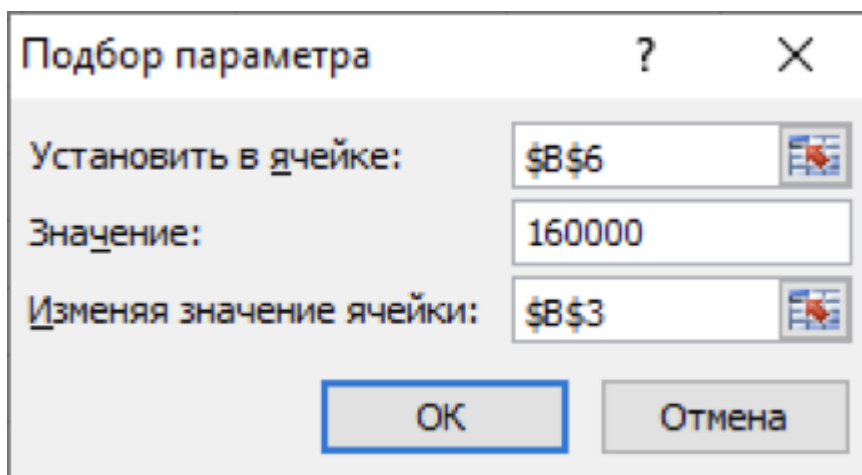 Подбор параметра ?
Установить в ячейке: $B$6
Значение: 160000
Изменяя значение ячейки: $B$3
ОК Отмена